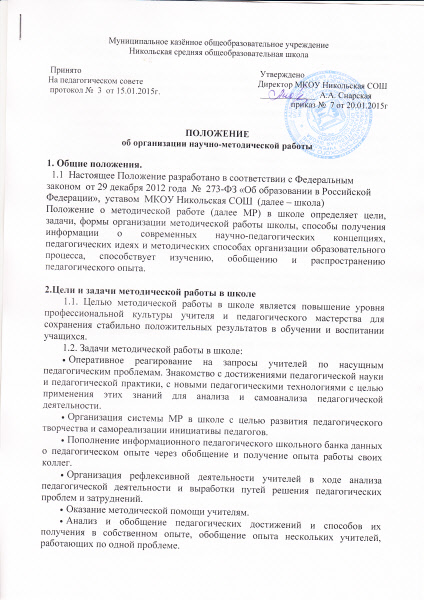 Муниципальное казённое общеобразовательное учреждение
Никольская средняя общеобразовательная школа
Принято
На педагогическом совете
протокол № 3 от 15.01.2015г.
Утверждено
Директор МКОУ Никольская СОШ
А.А. Снарская
приказ № 7 от 20.01.2015г
ПОЛОЖЕНИЕ
об организации научно-методической работы
1. Общие положения.
1.1 Настоящее Положение разработано в соответствии с Федеральным
законом от 29 декабря 2012 года № 273-ФЗ «Об образовании в Российской
Федерации», уставом МКОУ Никольская СОШ (далее – школа)
Положение о методической работе (далее МР) в школе определяет цели,
задачи, формы организации методической работы школы, способы получения
информации о современных научно-педагогических концепциях,
педагогических идеях и методических способах организации образовательного
процесса, способствует изучению, обобщению и распространению
педагогического опыта.
2.Цели и задачи методической работы в школе
1.1. Целью методической работы в школе является повышение уровня
профессиональной культуры учителя и педагогического мастерства для
сохранения стабильно положительных результатов в обучении и воспитании
учащихся.
1.2. Задачи методической работы в школе:
• Оперативное реагирование на запросы учителей по насущным
педагогическим проблемам. Знакомство с достижениями педагогической науки
и педагогической практики, с новыми педагогическими технологиями с целью
применения этих знаний для анализа и самоанализа педагогической
деятельности.
• Организация системы МР в школе с целью развития педагогического
творчества и самореализации инициативы педагогов.
• Пополнение информационного педагогического школьного банка данных
о педагогическом опыте через обобщение и получение опыта работы своих
коллег.
• Организация рефлексивной деятельности учителей в ходе анализа
педагогической деятельности и выработки путей решения педагогических
проблем и затруднений.
• Оказание методической помощи учителям.
• Анализ и обобщение педагогических достижений и способов их
получения в собственном опыте, обобщение опыта нескольких учителей,
работающих по одной проблеме.